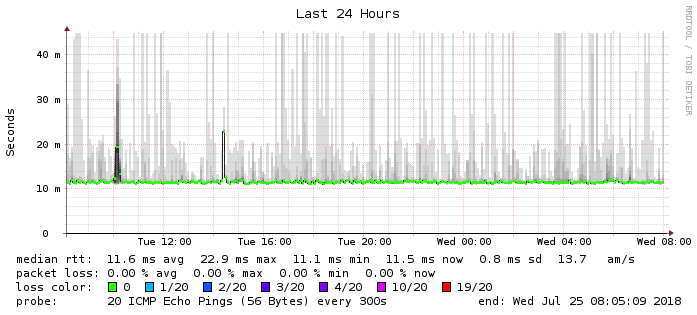 Last 24 Hours
RRDTOOL / TOBI OETIKER
Seconds
40 m
30 m
20 m
10 m
0
Tue 12:00 Tue 16:00 Tue 20:00 Wed 00:00 Wed 04:00 Wed 08:00
median rtt: 11.6 ms avg 22.9 ms max 11.1 ms min 11.5 ms now 0.8 ms sd 13.7 am/s
packet loss: 0.00 % avg 0.00 % max 0.00 % min 0.00 % now
loss color: 0 1/20 2/20 3/20 4/20 10/20 19/20
probe: 20 ICMP Echo Pings (56 Bytes) every 300s end: Wed Jul 25 08:05:09 2018